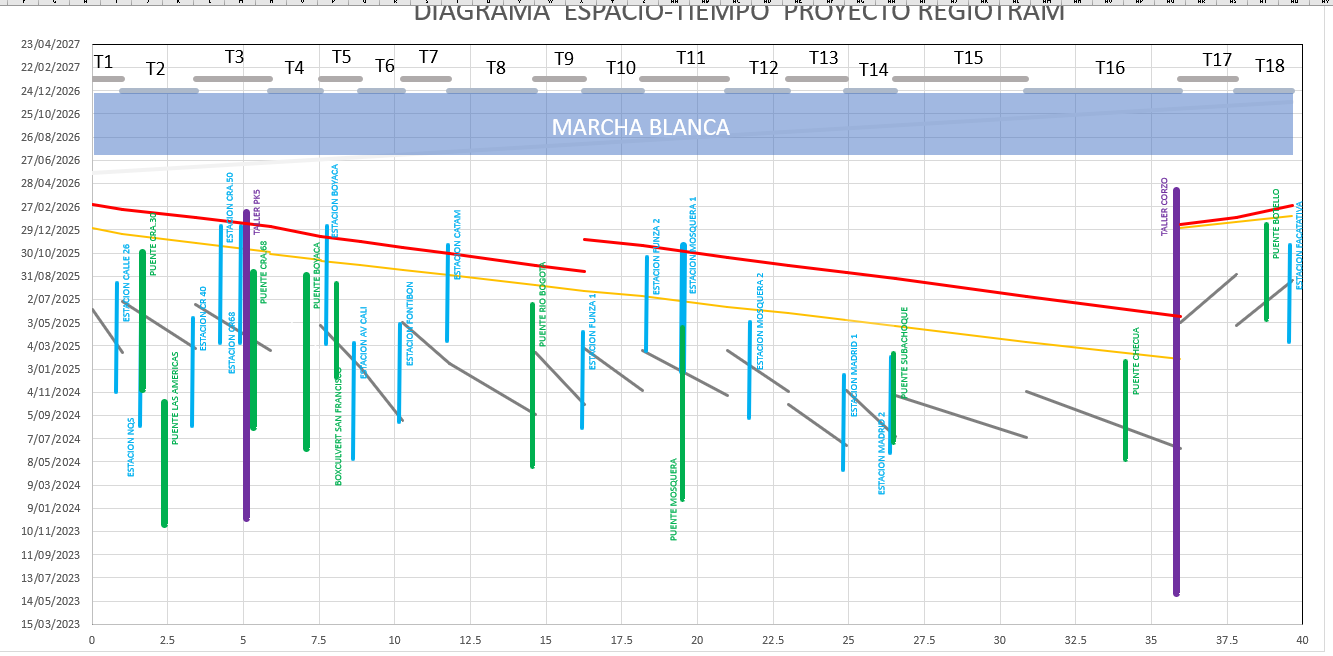 DIAGRAMA ESPACIO-TIEMPO PROYECTO REGIOTRAM
T1
T2
T3
T4
T5
T6
T7
T8
T9
T10
T11
T12
T13
T14
T15
T16
T17
T18
MARCHA BLANCA
23/04/2027
22/02/2027
24/12/2026
25/10/2026
26/08/2026
27/06/2026
28/04/2026
27/02/2026
29/12/2025
30/10/2025
31/08/2025
2/07/2025
3/05/2025
4/03/2025
3/01/2025
4/11/2024
5/09/2024
7/07/2024
8/05/2024
9/03/2024
9/01/2024
10/11/2023
11/09/2023
13/07/2023
14/05/2023
15/03/2023
ESTACION CALLE 26
ESTACION NQS
PUENTE CRA.30
PUENTE LAS AMERICAS
ESTACION CR 40
ESTACION CRA.50
ESTACION CR68
TALLER PK5
PUENTE CRA.68
PUENTE BOYACA
ESTACION BOYACA
BOXCULVERT SAN FRANCISCO
ESTACION AV CALI
ESTACION FONTIBON
ESTACION CATAM
PUENTE RIO BOGOTA
ESTACION FUNZA 1
ESTACION FUNZA 2
PUENTE MOSQUERA
ESTACION MOSQUERA 1
ESTACION MOSQUERA 2
ESTACION MADRID 1
ESTACION MADRID 2
PUENTE SUBACHOQUE
PUENTE CHECUA
TALLER CORZO
PUENTE BOTELLO
ESTACION FACATATIVA
0
2.5
5
7.5
10
12.5
15
17.5
20
22.5
25
27.5
30
32.5
35
37.5
40